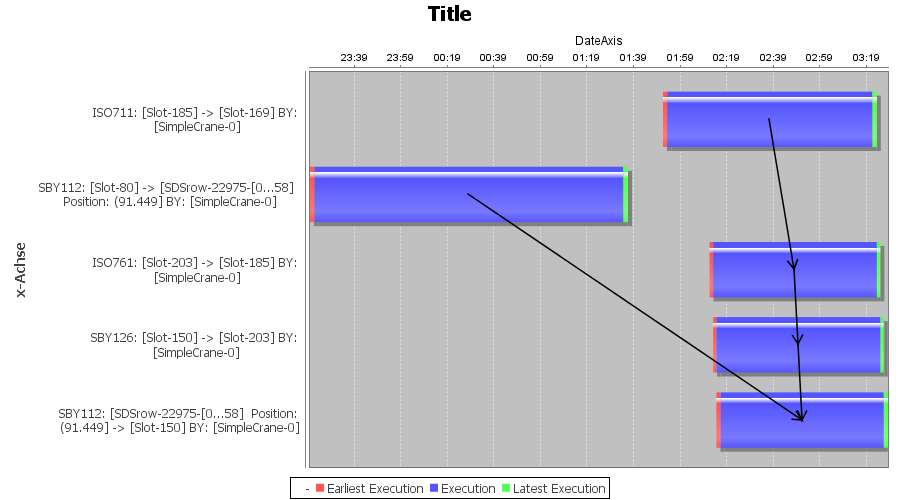 Title
DateAxis
23:39 23:59 00:19 00:39 00:59 01:19 01:39 01:59 02:19 02:39 02:59 03:19
ISO711: [Slot-185] -> [Slot-169] BY:
[SimpleCrane-0]
SBY112: [Slot-80] -> [SDSrow-22975-[0...58]
Position: (91.449] BY: [SimpleCrane-0]
x-Achse
ISO761: [Slot-203] -> [Slot-185] BY:
[SimpleCrane-0]
SBY126: [Slot-150] -> [Slot-203] BY:
[SimpleCrane-0]
SBY112: [SDSrow-22975-[0...58] Position:
(91.449] -> [Slot-150] BY: [SimpleCrane-0]
- Earliest Execution Execution Latest Execution